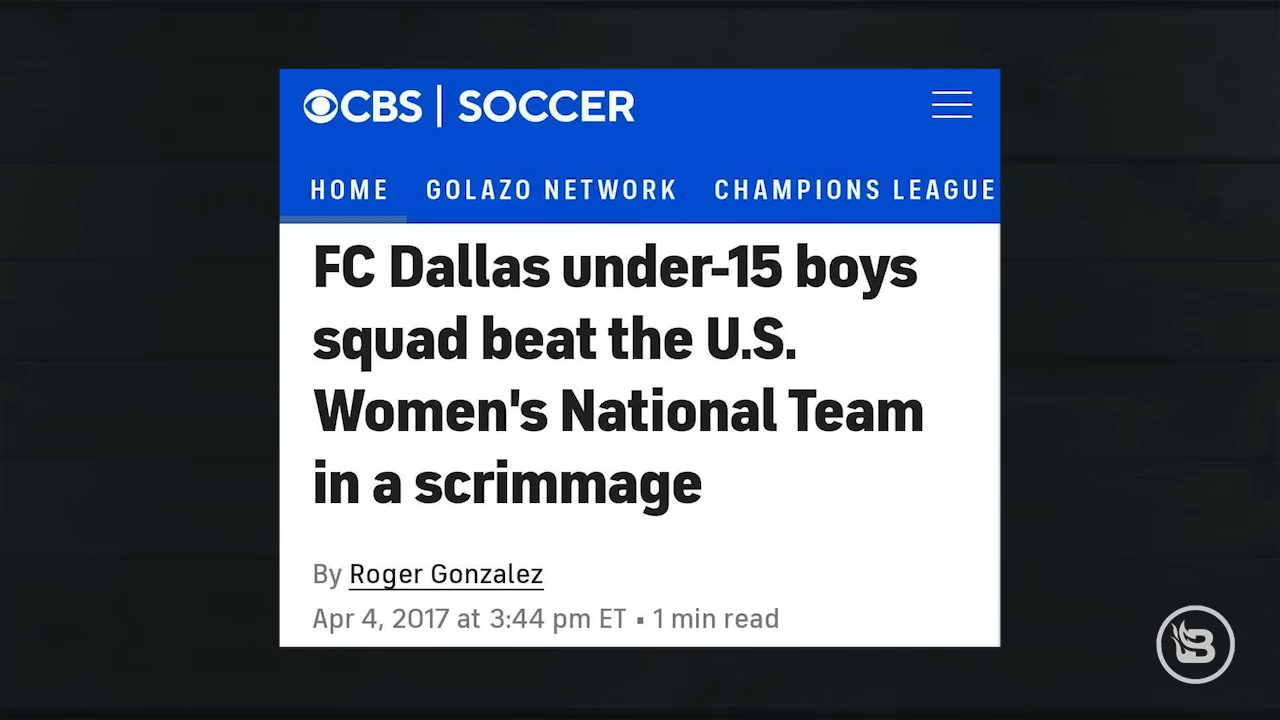 CBS | SOCCER
HOME GOLAZO NETWORK CHAMPIONS LEAGUE
FC Dallas under-15 boys
squad beat the U.S.
Women's National Team
in a scrimmage
By Roger Gonzalez
Apr 4, 2017 at 3:44 pm ET • 1 min read
B